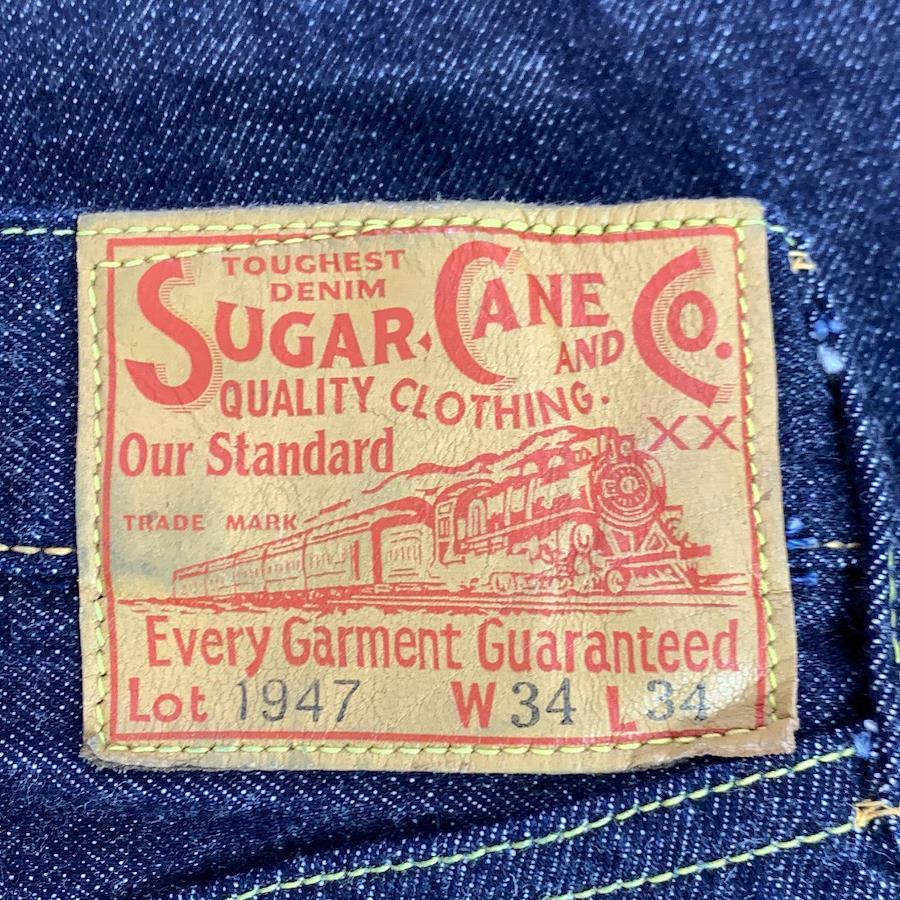 TOUGHEST
DENIM
SUGAR CANE AND CO.
QUALITY CLOTHING.
Our Standard XX
TRADE MARK
Every Garment Guaranteed
Lot 1947 W 34 L 34